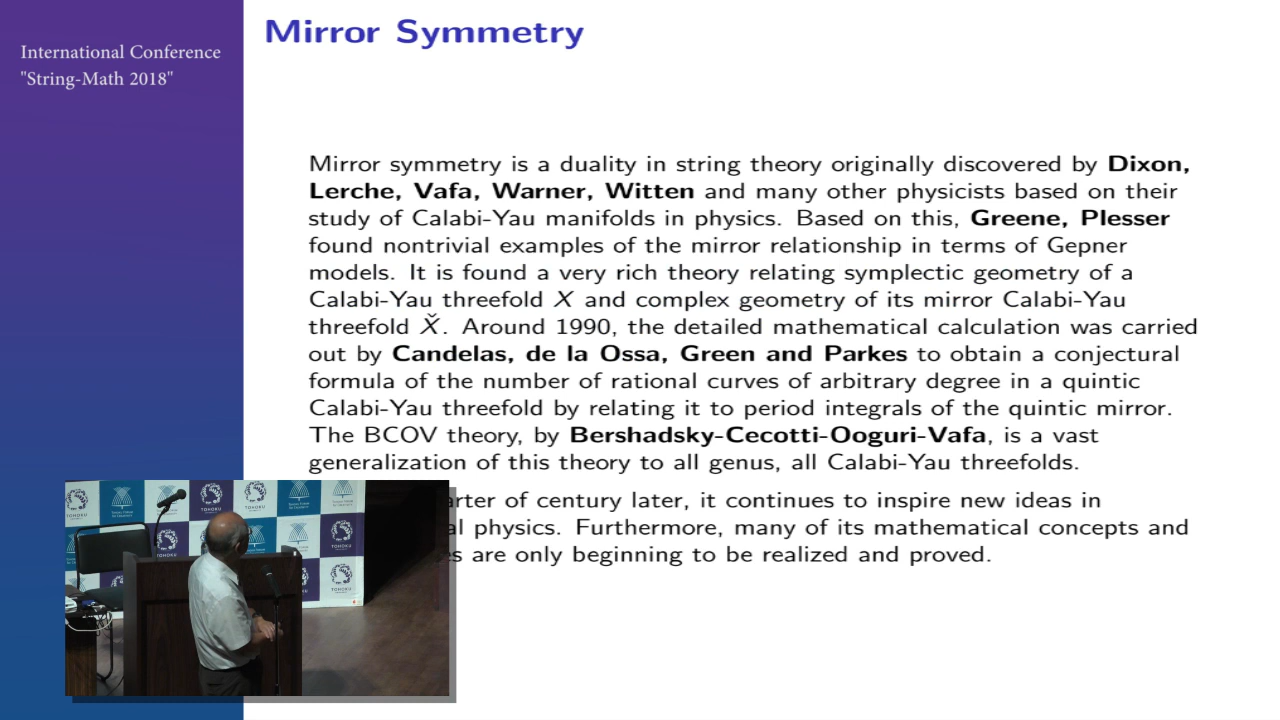 International Conference
"String-Math 2018"
Mirror Symmetry
Mirror symmetry is a duality in string theory originally discovered by Dixon,
Lerche, Vafa, Warner, Witten and many other physicists based on their
study of Calabi-Yau manifolds in physics. Based on this, Greene, Plesser
found nontrivial examples of the mirror relationship in terms of Gepner
models. It is found a very rich theory relating symplectic geometry of a
Calabi-Yau threefold X and complex geometry of its mirror Calabi-Yau
threefold X̌. Around 1990, the detailed mathematical calculation was carried
out by Candelas, de la Ossa, Green and Parkes to obtain a conjectural
formula of the number of rational curves of arbitrary degree in a quintic
Calabi-Yau threefold by relating it to period integrals of the quintic mirror.
The BCOV theory, by Bershadsky-Cecotti-Ooguri-Vafa, is a vast
generalization of this theory to all genus, all Calabi-Yau threefolds.
of century later, it continues to inspire new ideas in
physics. Furthermore, many of its mathematical concepts and
are only beginning to be realized and proved.
TOHOKU
TOHOKU
TOHOKU
TOHOKU
TOHOKU